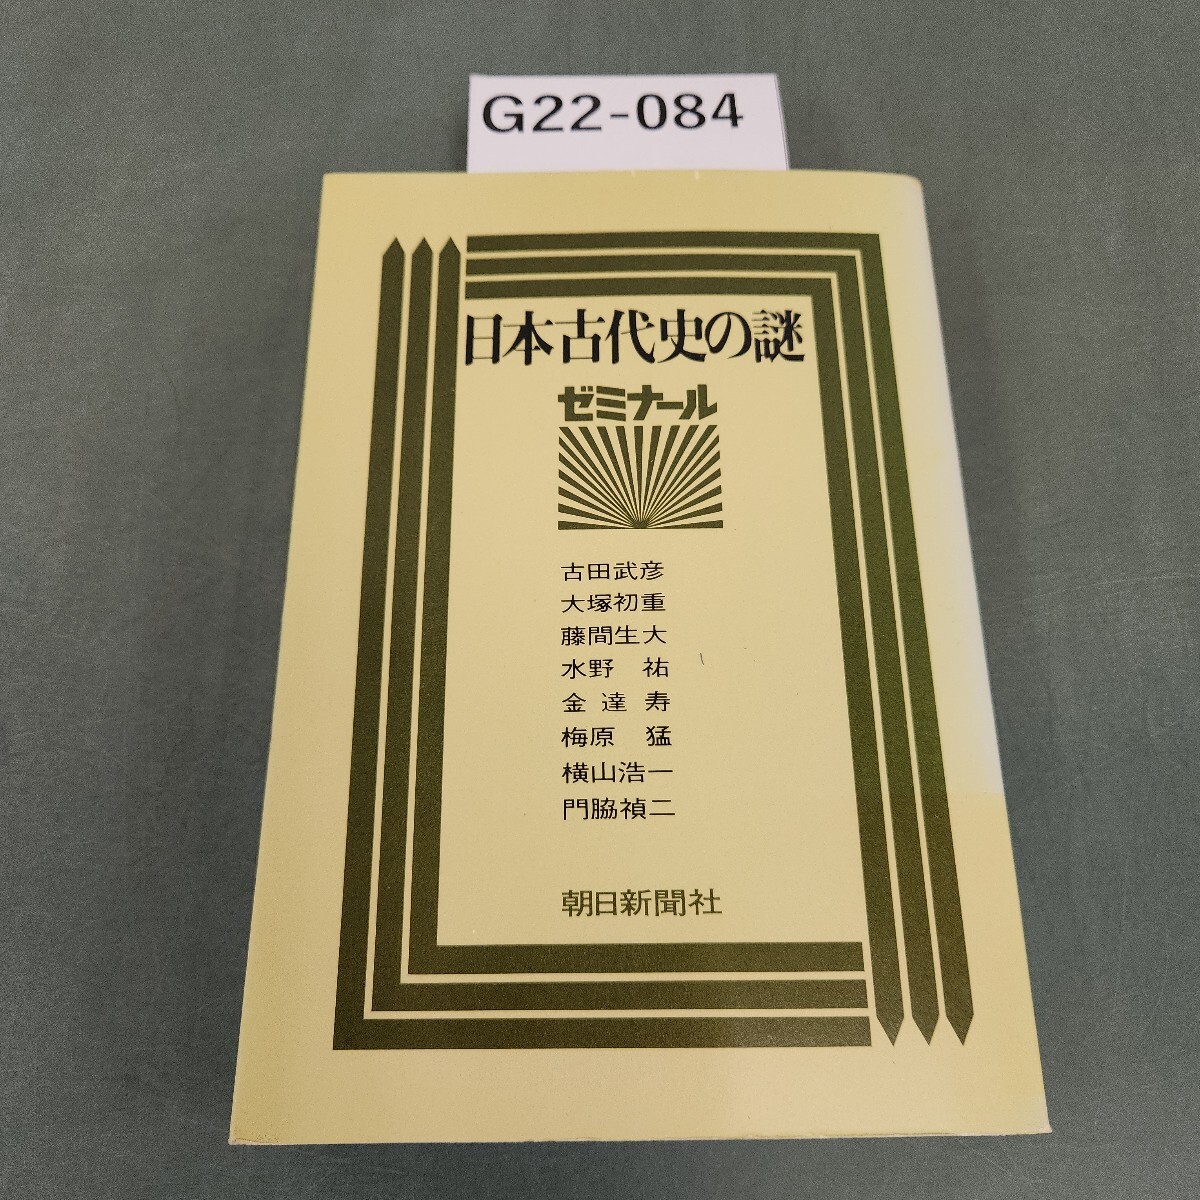 G22-084
日本古代史の謎
ゼミナール
古田武彦
大塚初重
藤間生大
水野 祐
金達寿
梅原 猛
横山浩一
門脇禎二
朝日新聞社